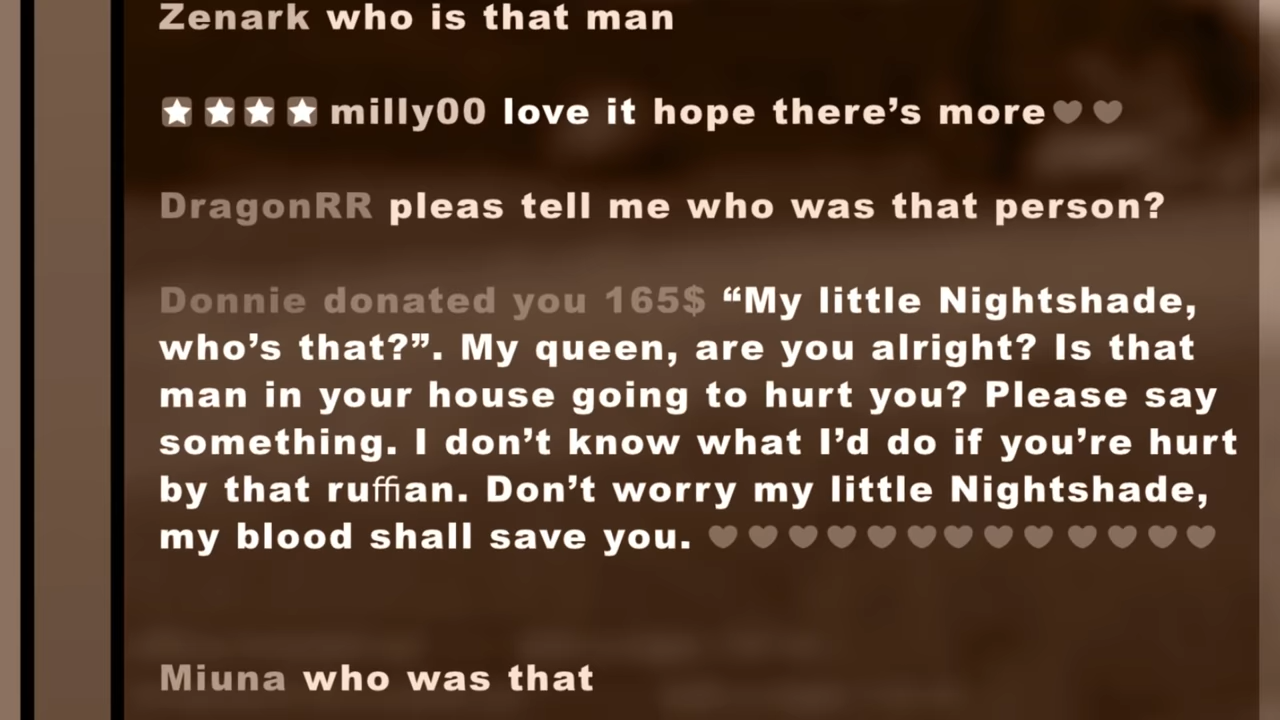 Zenark who is that man
★★★★ milly00 love it hope there’s more♥♥
DragonRR pleas tell me who was that person?
Donnie donated you 165$ “My little Nightshade,
who’s that?”. My queen, are you alright? Is that
man in your house going to hurt you? Please say
something. I don’t know what I’d do if you’re hurt
by that ruffian. Don’t worry my little Nightshade,
my blood shall save you. ♥♥♥♥♥♥♥♥♥♥♥♥♥
Miuna who was that